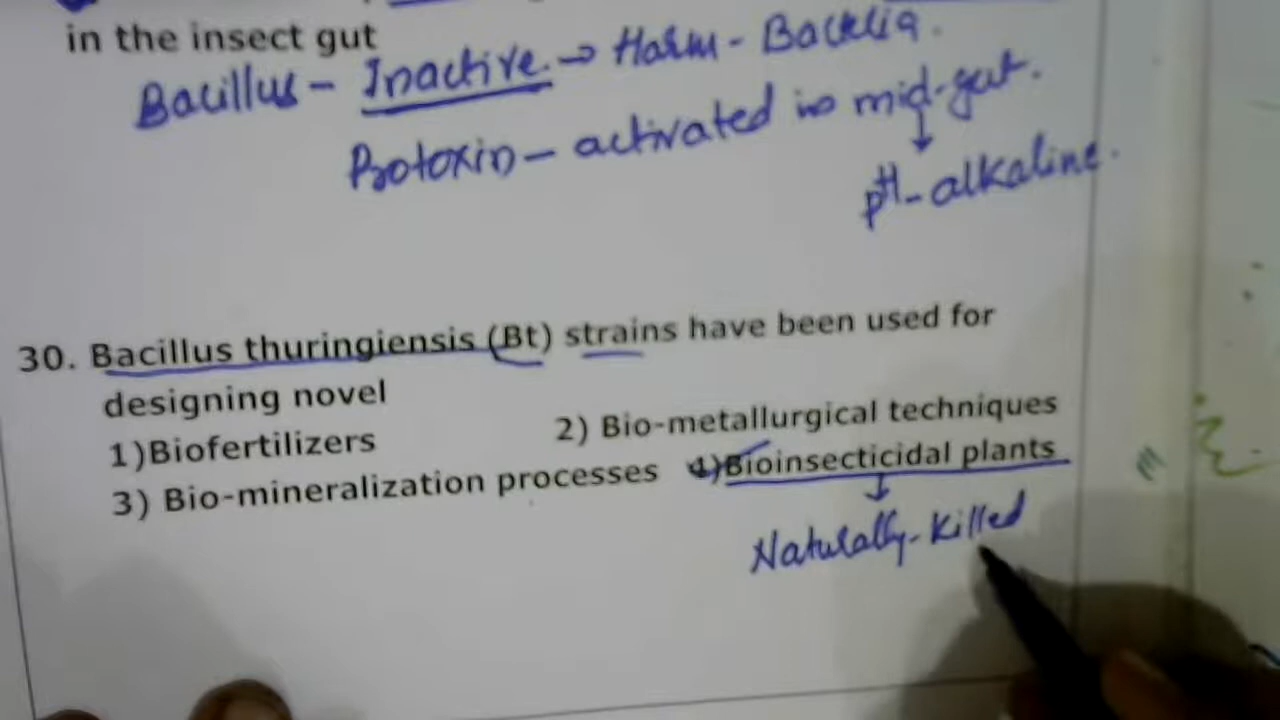 in the insect gut
Bacillus - Inactive. → Harm - Bacteria.
Protoxin - activated in mid-gut.
pH - alkaline.
30. Bacillus thuringiensis (Bt) strains have been used for
designing novel
1)Biofertilizers 2) Bio-metallurgical techniques
3) Bio-mineralization processes 4)Bioinsecticidal plants
Naturally - Killed